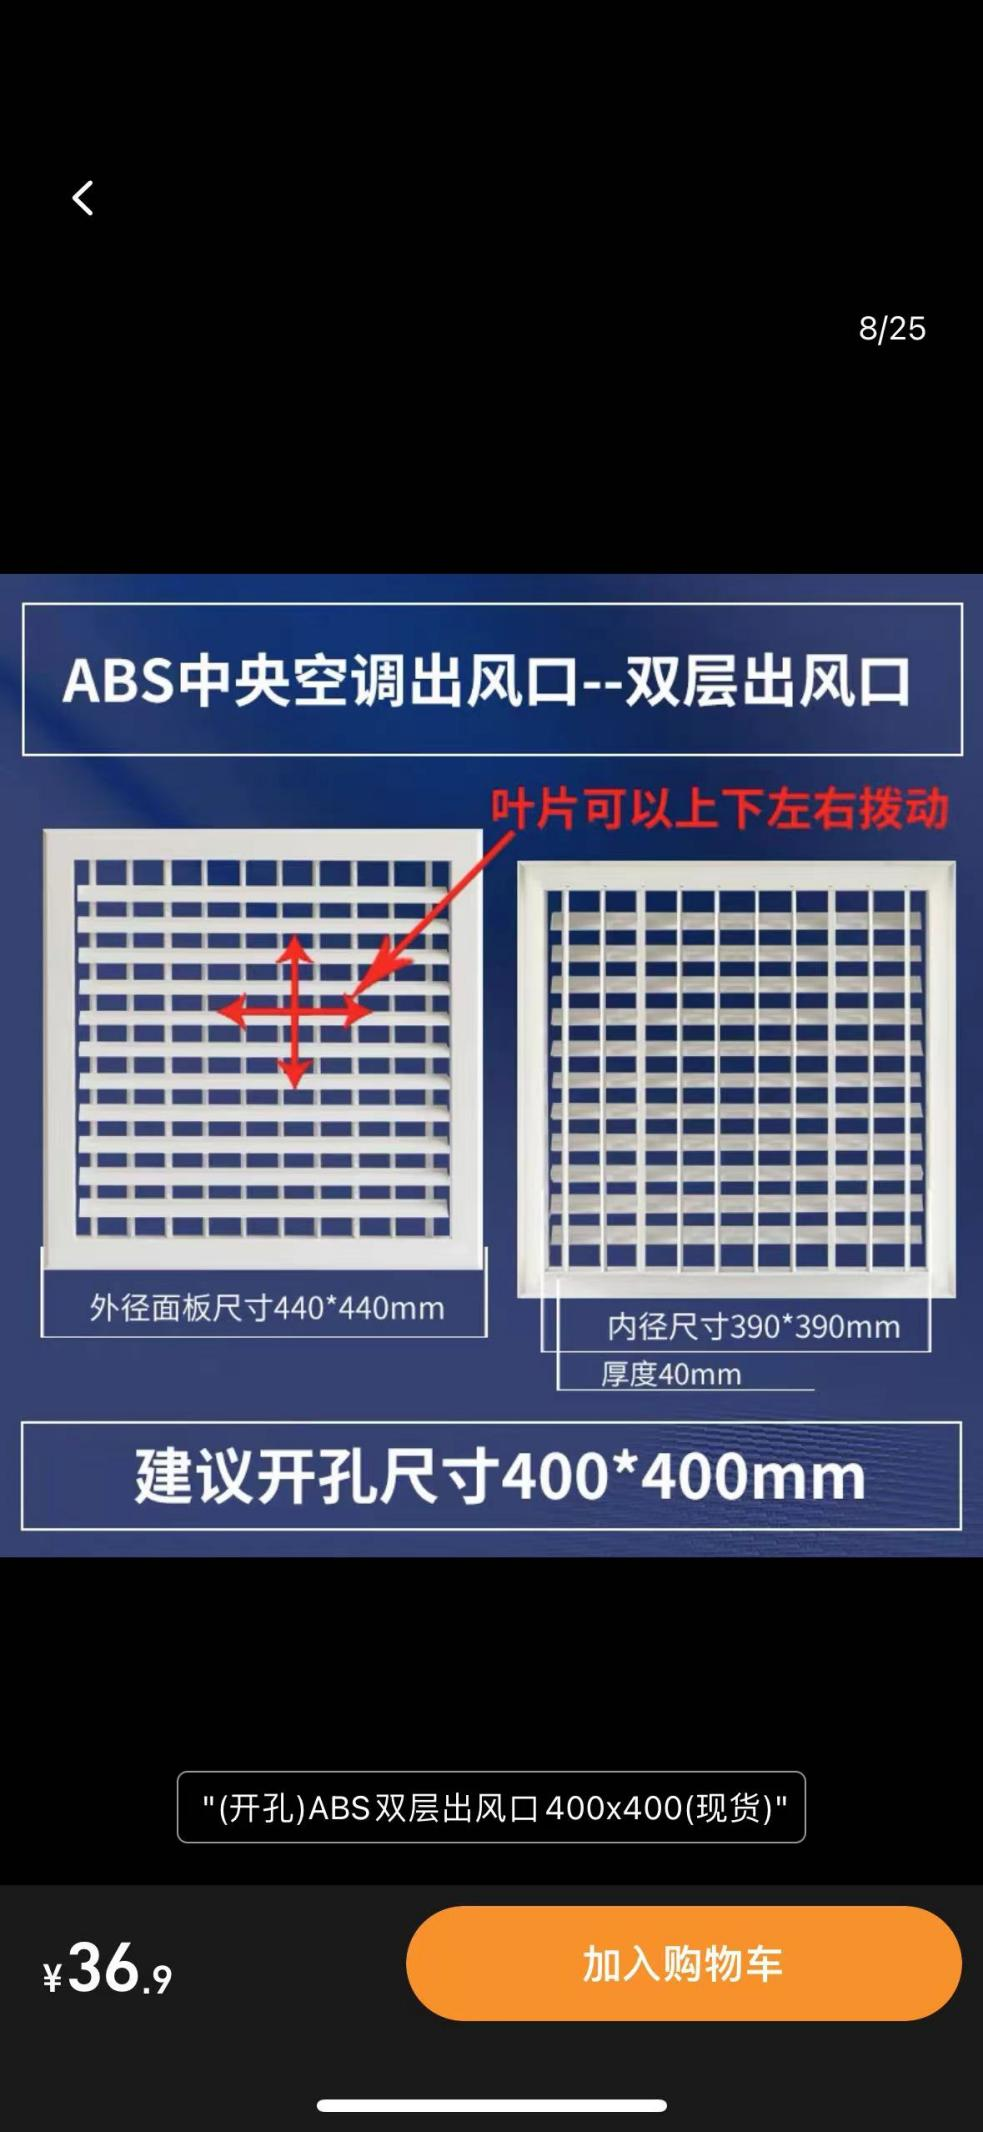 8/25
ABS中央空调出风口--双层出风口
叶片可以上下左右拨动
外径面板尺寸440*440mm
内径尺寸390*390mm
厚度40mm
建议开孔尺寸400*400mm
"(开孔)ABS双层出风口400x400(现货)"
¥36.9
加入购物车